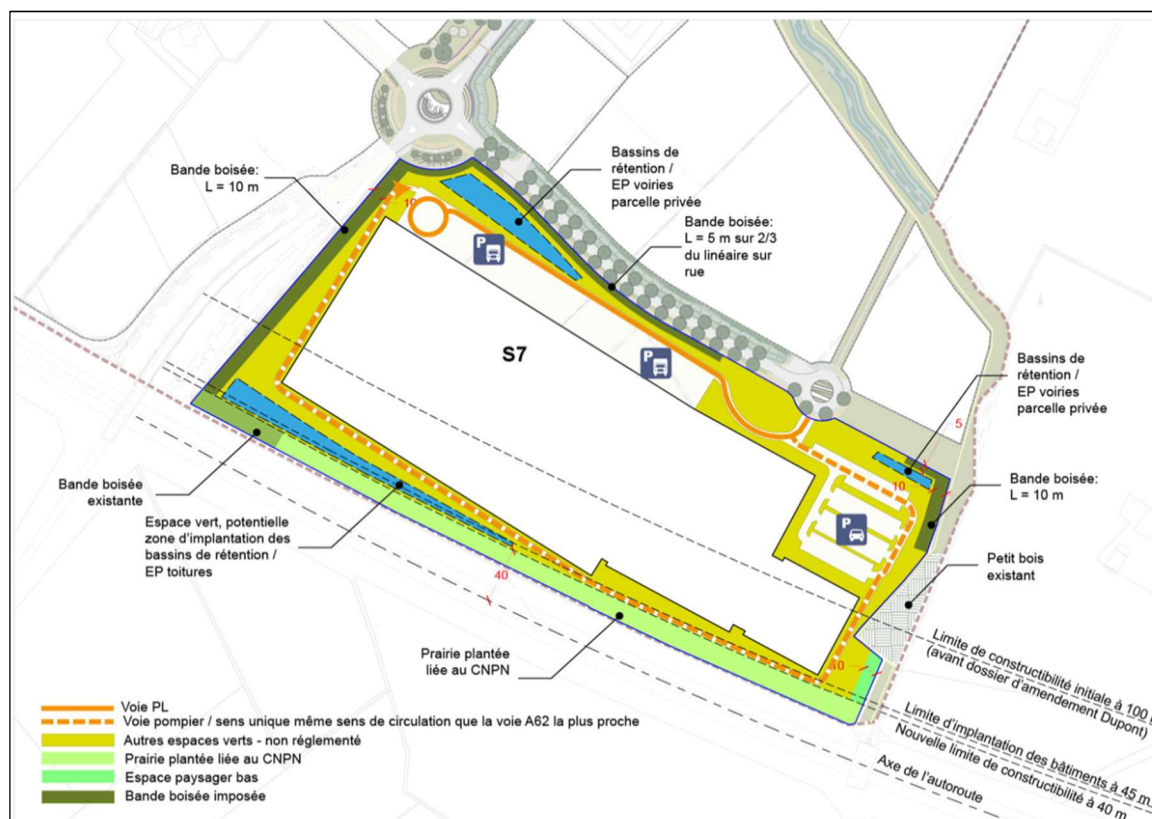 Bande boisée:
L = 10 m
Bassins de
rétention /
EP voiries
parcelle privée
Bande boisée:
L = 5 m sur 2/3
du linéaire sur
rue
10
P
P
S7
Bassins de
rétention /
EP voiries
parcelle privée
5
10
Bande boisée:
L = 10 m
P
Petit bois
existant
Bande boisée
existante
Espace vert, potentielle
zone d'implantation des
bassins de rétention /
EP toitures
40
Prairie plantée
liée au CNPN
10
Limite de constructibilité initiale à 100
(avant dossier d'amendement Dupont)
Limite d'implantation des bâtiments à 45 m
Nouvelle limite de constructibilité à 40 m
Axe de l'autoroute
Voie PL
Voie pompier / sens unique même sens de circulation que la voie A62 la plus proche
Autres espaces verts - non réglementé
Prairie plantée liée au CNPN
Espace paysager bas
Bande boisée imposée